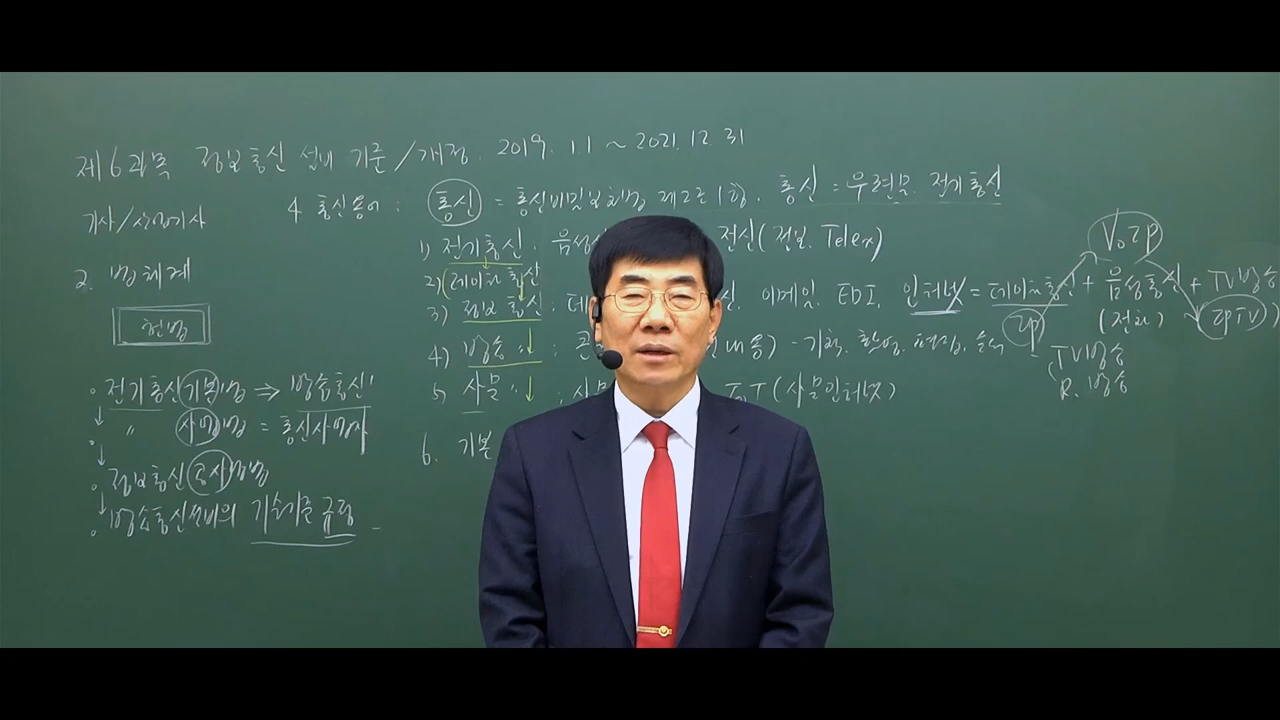 제6과목 정보통신 설비 기준/개정. 2019. 1.1 ~ 2021. 12. 31
기사/산업기사
4. 통신용어 : 통신 = 통신비밀보호법 제2조 1항. 통신 = 우편물. 전기통신
1) 전기통신 : 음성 전신(전보. Telex)
2) (데이터통신
3) 정보통신 : 데 신, 이메일. EDI, 인터넷 = 데이터통신 + 음성통신 + TV방송
(전화)
VoIP
IP
(IPTV)
4) 방송 〃 : 콘 내용) - 기획. 편성. 송신
TV방송
R. 방송
5) 사물 〃 : 사물 IoT (사물인터넷)
6. 기본
2. 법체계
헌법
전기통신기본법 ⇒ '방송통신'
〃 사업법 = 통신사업자
정보통신공사업법
방송통신설비의 기술기준 규정